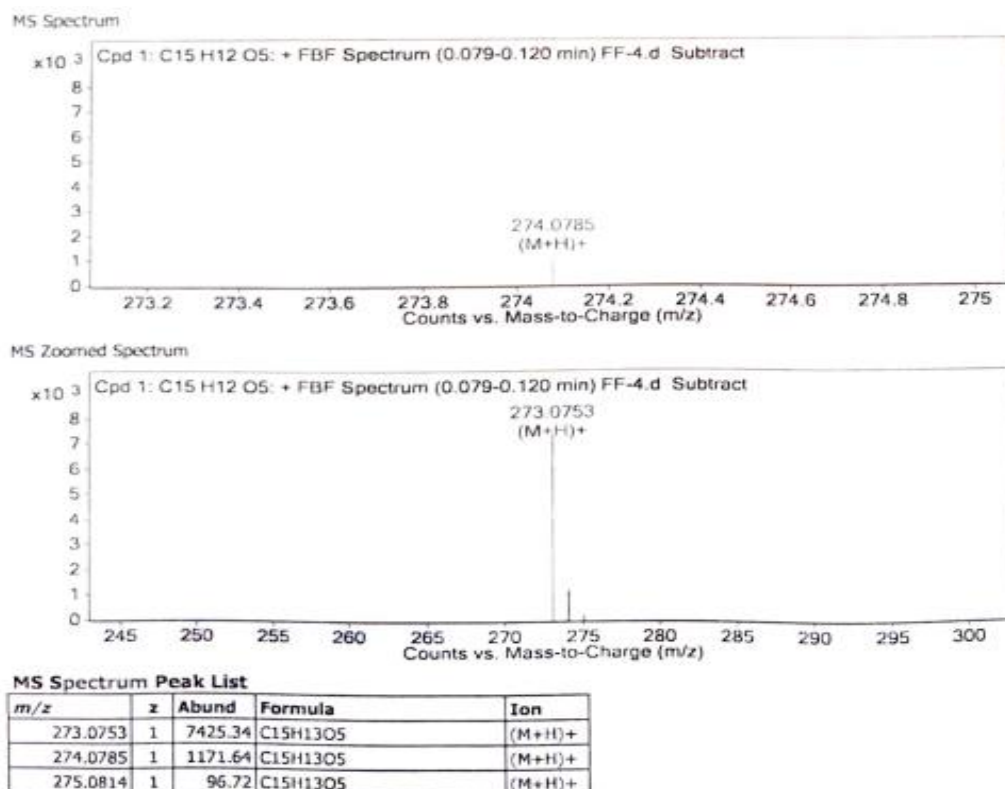 MS Spectrum
x10 3
Cpd 1: C15 H12 O5: + FBF Spectrum (0.079-0.120 min) FF-4.d Subtract
8
7
6
5
4
3
2
1
0
274.0785
(M+H)+
273.2 273.4 273.6 273.8 274 274.2 274.4 274.6 274.8 275
Counts vs. Mass-to-Charge (m/z)
MS Zoomed Spectrum
x10 3
Cpd 1: C15 H12 O5: + FBF Spectrum (0.079-0.120 min) FF-4.d Subtract
8
7
6
5
4
3
2
1
0
273.0753
(M+H)+
245 250 255 260 265 270 275 280 285 290 295 300
Counts vs. Mass-to-Charge (m/z)
MS Spectrum Peak List
m/z z Abund Formula Ion
273.0753 1 7425.34 C15H13O5 (M+H)+
274.0785 1 1171.64 C15H13O5 (M+H)+
275.0814 1 96.72 C15H13O5 (M+H)+